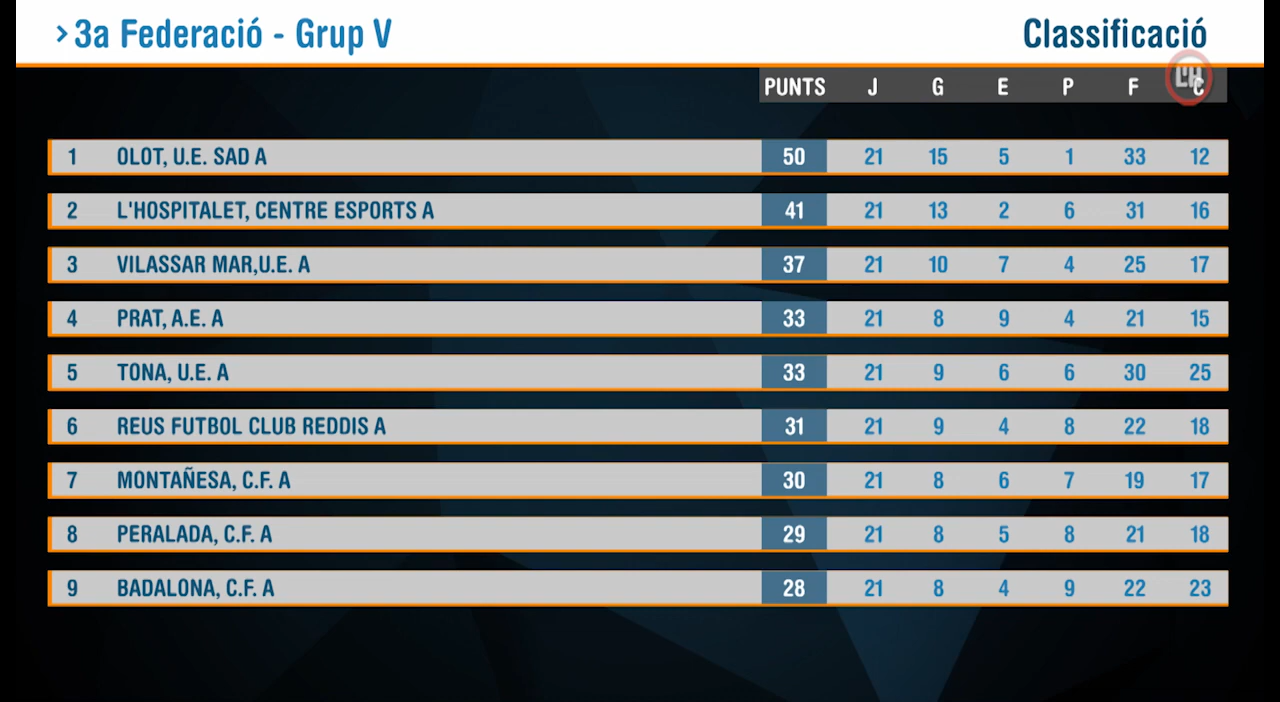 > 3a Federació - Grup V Classificació
PUNTS J G E P F C
1 OLOT, U.E. SAD A 50 21 15 5 1 33 12
2 L'HOSPITALET, CENTRE ESPORTS A 41 21 13 2 6 31 16
3 VILASSAR MAR,U.E. A 37 21 10 7 4 25 17
4 PRAT, A.E. A 33 21 8 9 4 21 15
5 TONA, U.E. A 33 21 9 6 6 30 25
6 REUS FUTBOL CLUB REDDIS A 31 21 9 4 8 22 18
7 MONTAÑESA, C.F. A 30 21 8 6 7 19 17
8 PERALADA, C.F. A 29 21 8 5 8 21 18
9 BADALONA, C.F. A 28 21 8 4 9 22 23